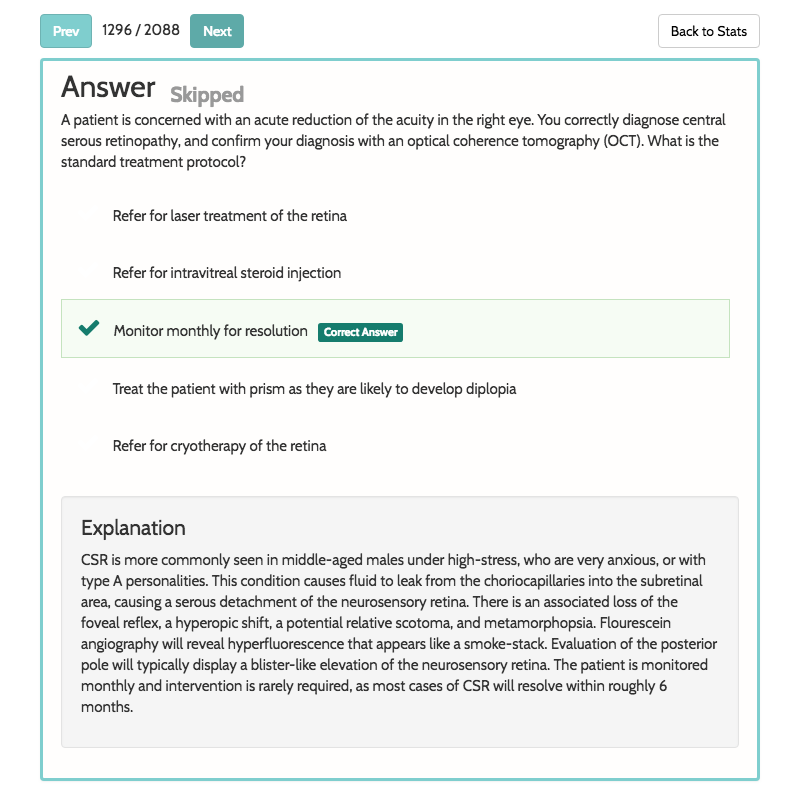 Prev 1296 / 2088 Next Back to Stats
Answer Skipped
A patient is concerned with an acute reduction of the acuity in the right eye. You correctly diagnose central
serous retinopathy, and confirm your diagnosis with an optical coherence tomography (OCT). What is the
standard treatment protocol?
Refer for laser treatment of the retina
Refer for intravitreal steroid injection
Monitor monthly for resolution Correct Answer
Treat the patient with prism as they are likely to develop diplopia
Refer for cryotherapy of the retina
Explanation
CSR is more commonly seen in middle-aged males under high-stress, who are very anxious, or with
type A personalities. This condition causes fluid to leak from the choriocapillaries into the subretinal
area, causing a serous detachment of the neurosensory retina. There is an associated loss of the
foveal reflex, a hyperopic shift, a potential relative scotoma, and metamorphopsia. Flourescein
angiography will reveal hyperfluorescence that appears like a smoke-stack. Evaluation of the posterior
pole will typically display a blister-like elevation of the neurosensory retina. The patient is monitored
monthly and intervention is rarely required, as most cases of CSR will resolve within roughly 6
months.